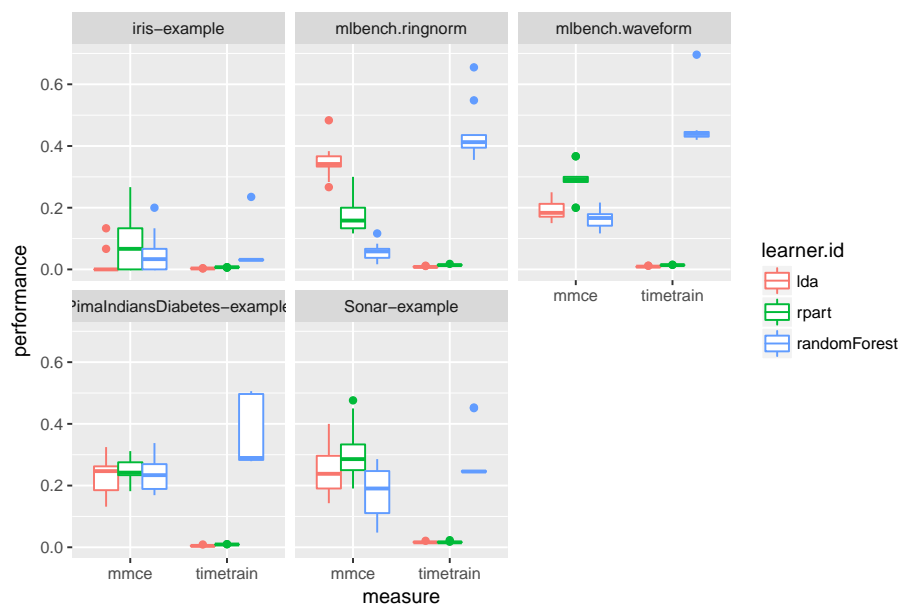 iris−example
mlbench.ringnorm
mlbench.waveform
0.6
0.4
0.2
0.0
mmce
timetrain
PimaIndiansDiabetes−example
Sonar−example
0.6
0.4
0.2
0.0
mmce
timetrain
mmce
timetrain
performance
measure
learner.id
lda
rpart
randomForest